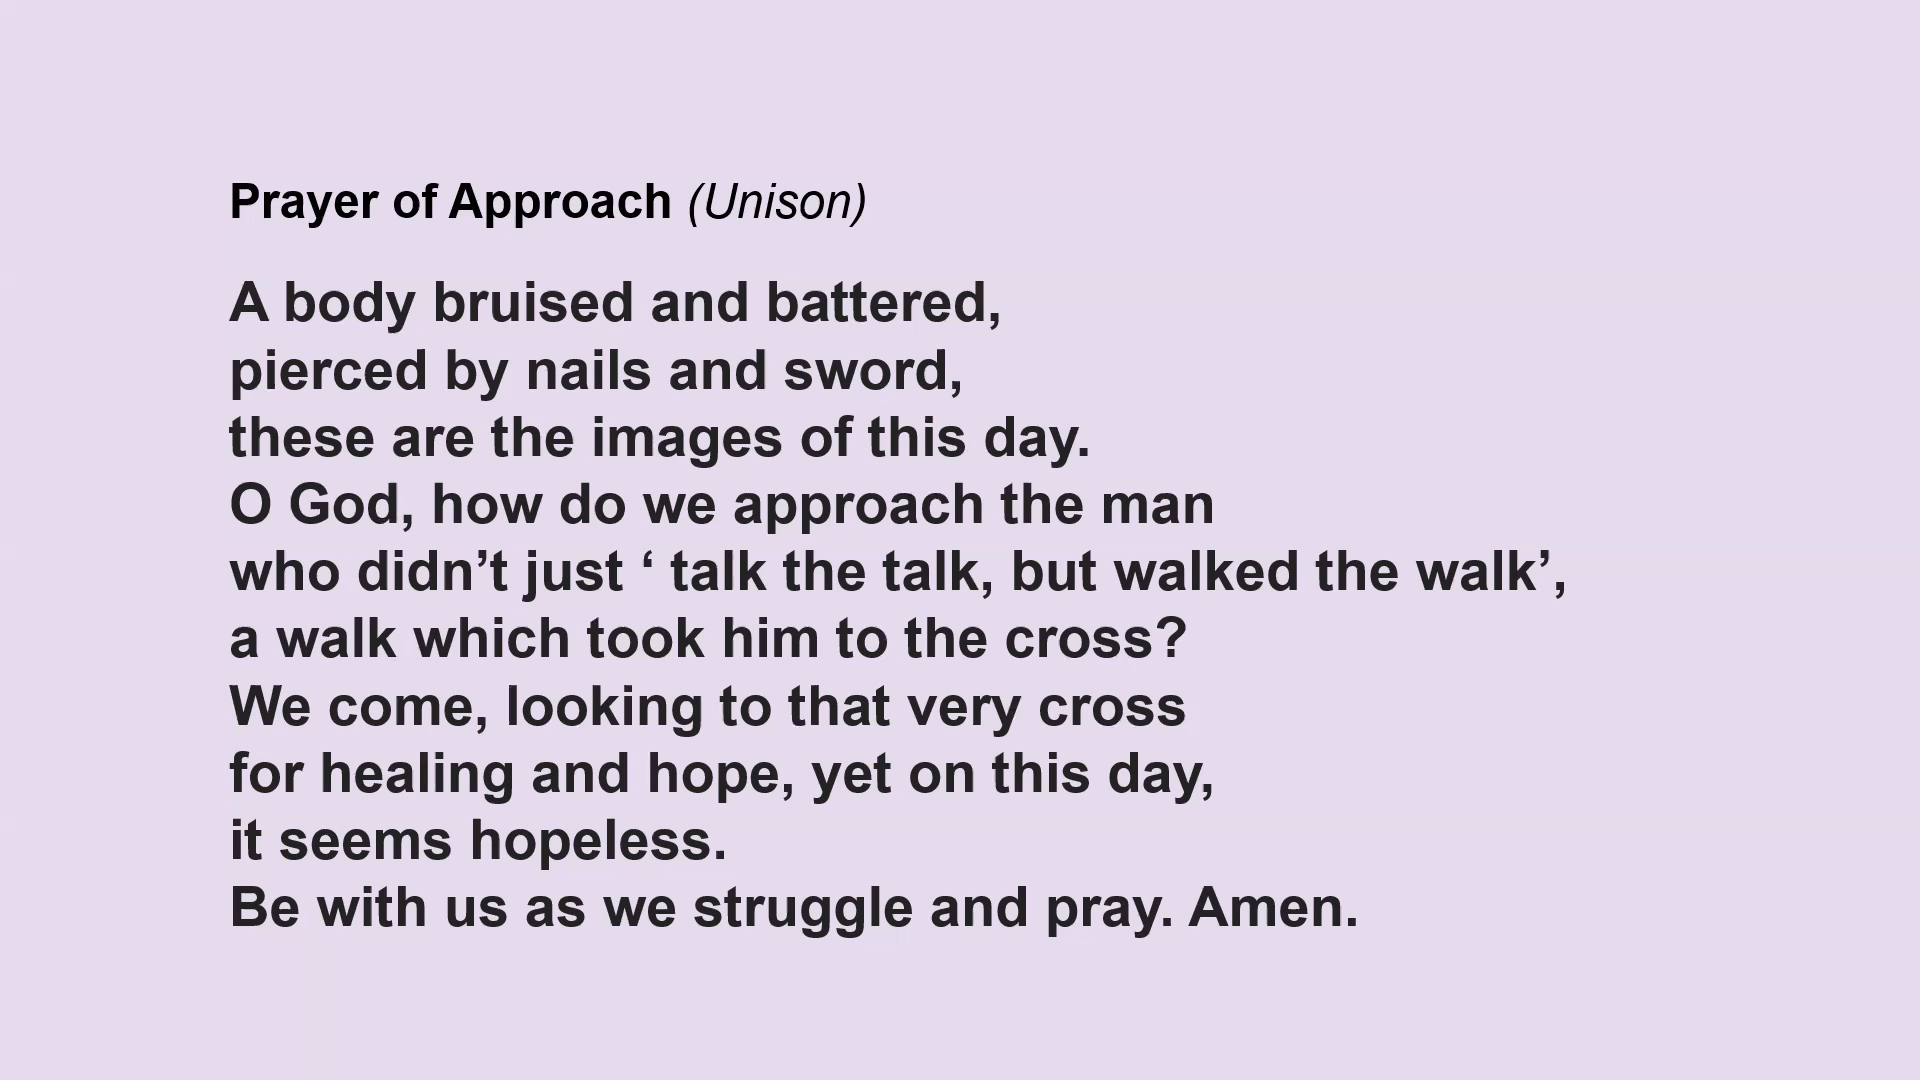 Prayer of Approach (Unison)
A body bruised and battered,
pierced by nails and sword,
these are the images of this day.
O God, how do we approach the man
who didn’t just ‘ talk the talk, but walked the walk’,
a walk which took him to the cross?
We come, looking to that very cross
for healing and hope, yet on this day,
it seems hopeless.
Be with us as we struggle and pray. Amen.